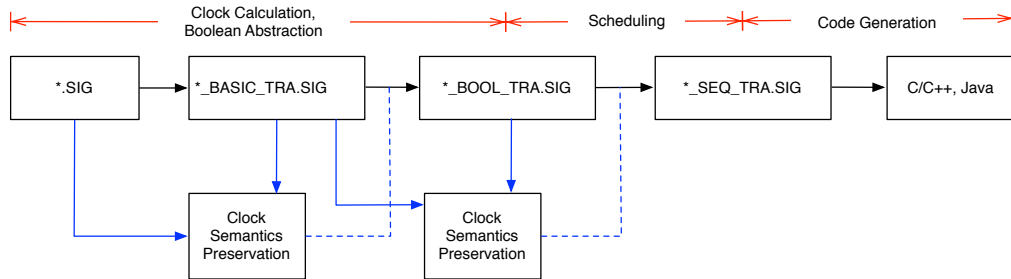 Clock Calculation,
Boolean Abstraction
Scheduling
Code Generation
*.SIG
*_BASIC_TRA.SIG
*_BOOL_TRA.SIG
*_SEQ_TRA.SIG
C/C++, Java
Clock
Semantics
Preservation
Clock
Semantics
Preservation